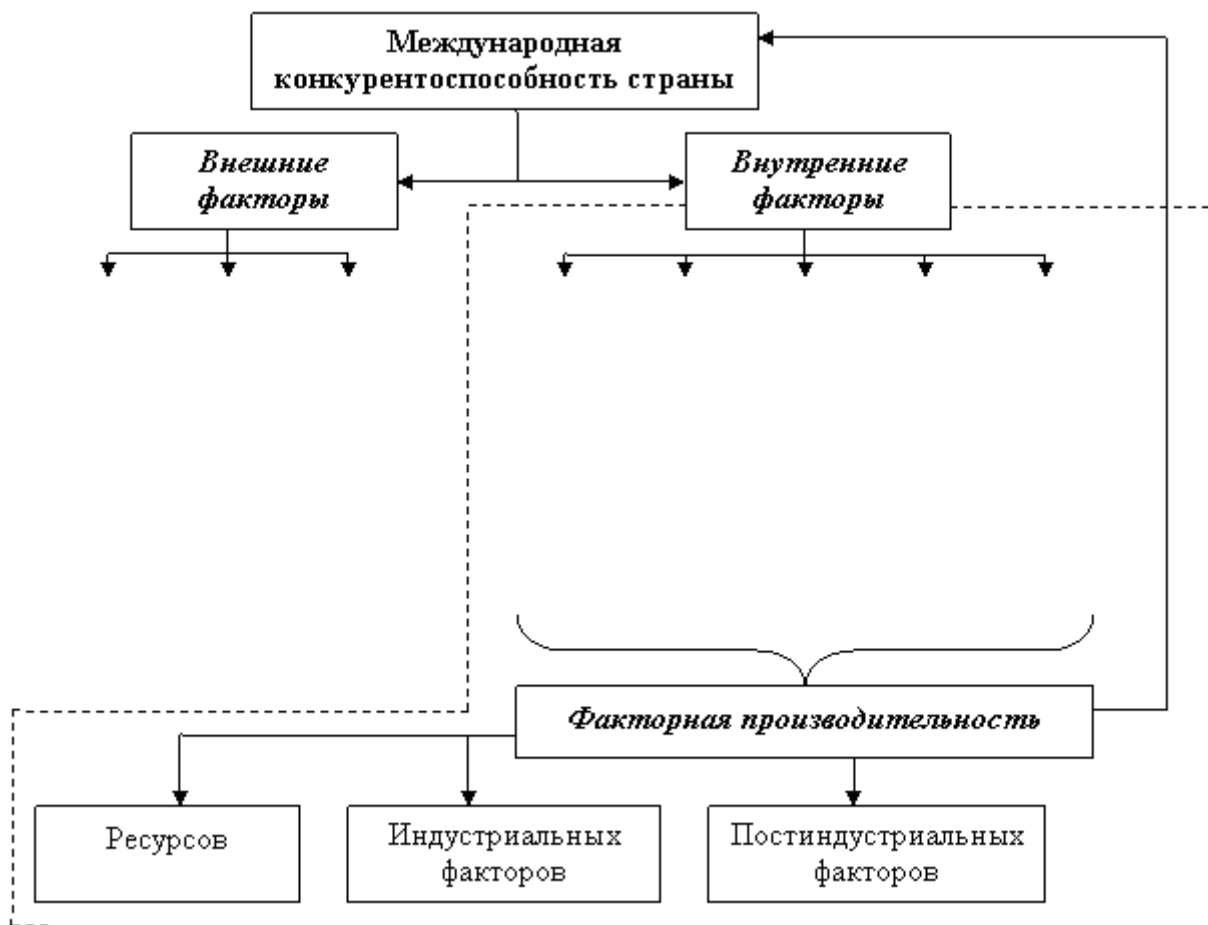 Международная
конкурентоспособность страны
Внешние
факторы
Внутренние
факторы
Факторная производительность
Ресурсов
Индустриальных
факторов
Постиндустриальных
факторов